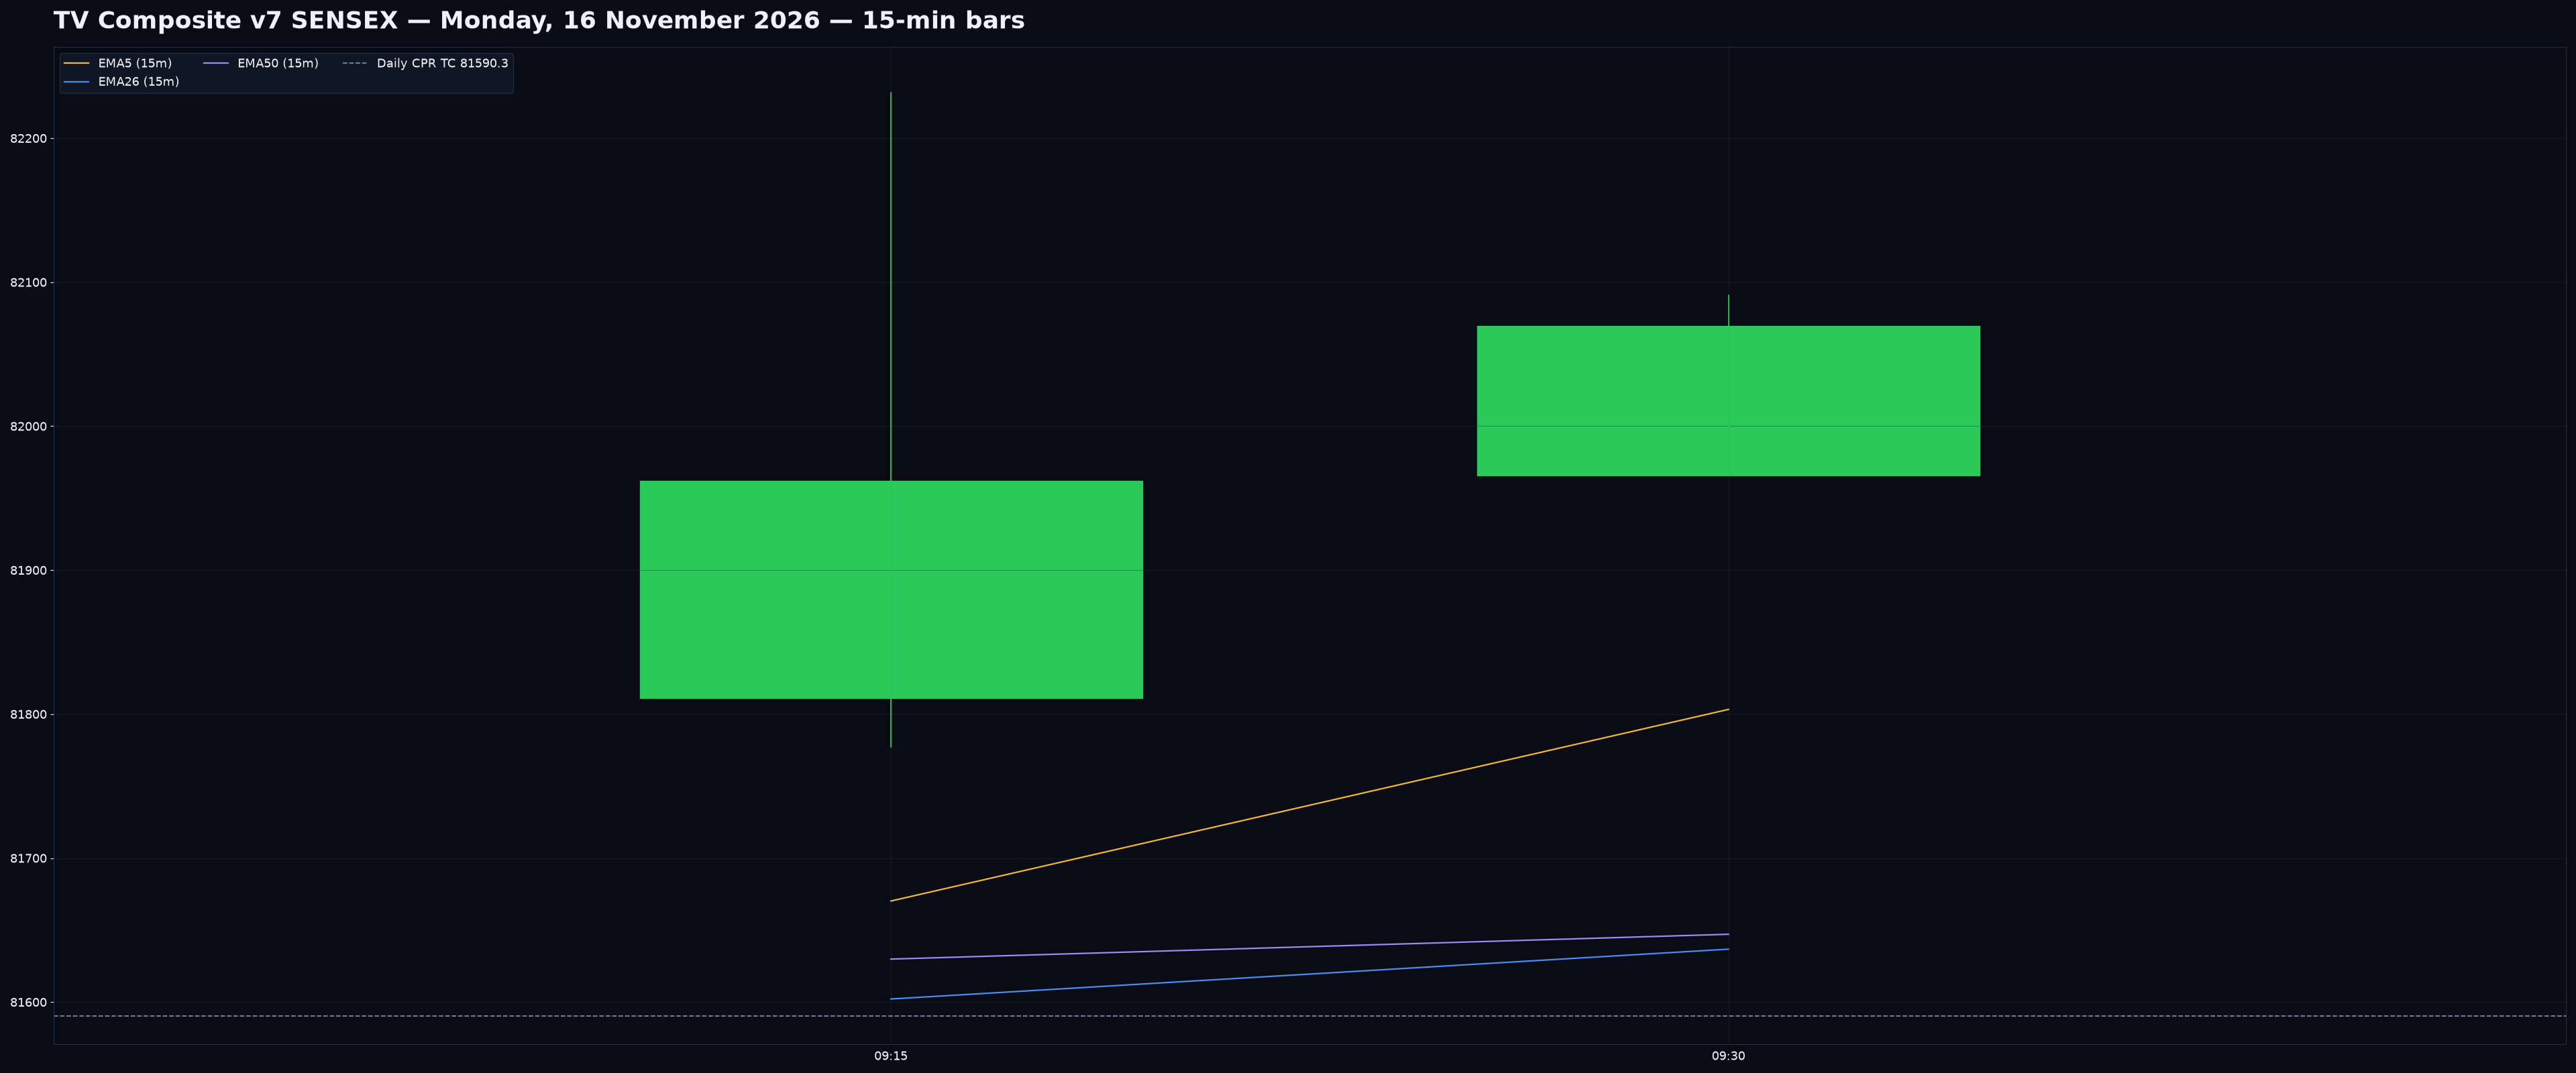 TV Composite v7 SENSEX — Monday, 16 November 2026 — 15-min bars
EMA5 (15m) EMA50 (15m) Daily CPR TC 81590.3
EMA26 (15m)
82200
82100
82000
81900
81800
81700
81600
09:15 09:30